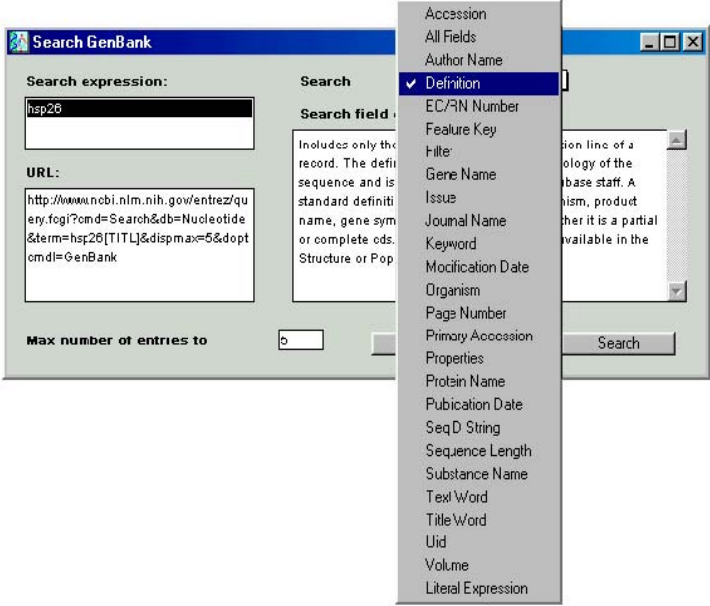 Search GenBank
Search expression:
hsp26
URL:
http://www.ncbi.nlm.nih.gov/entrez/qu
ery.fcgi?cmd=Search&db=Nucleotide
&term=hsp26[TITL]&dispmax=5&dopt
cmdl=GenBank
Max number of entries to
5
Search
Search field
Includes only the
record. The defi
sequence and is
standard definiti
name, gene sym
or complete cds.
Structure or Pop
tion line of a
ology of the
abase staff. A
nism, product
ther it is a partial
available in the
Search
Accession
All Fields
Author Name
Definition
EC/RN Number
Feature Key
Filter
Gene Name
Issue
Journal Name
Keyword
Modification Date
Organism
Page Number
Primary Accession
Properties
Protein Name
Publication Date
SeqID String
Sequence Length
Substance Name
Text Word
Title Word
Uid
Volume
Literal Expression